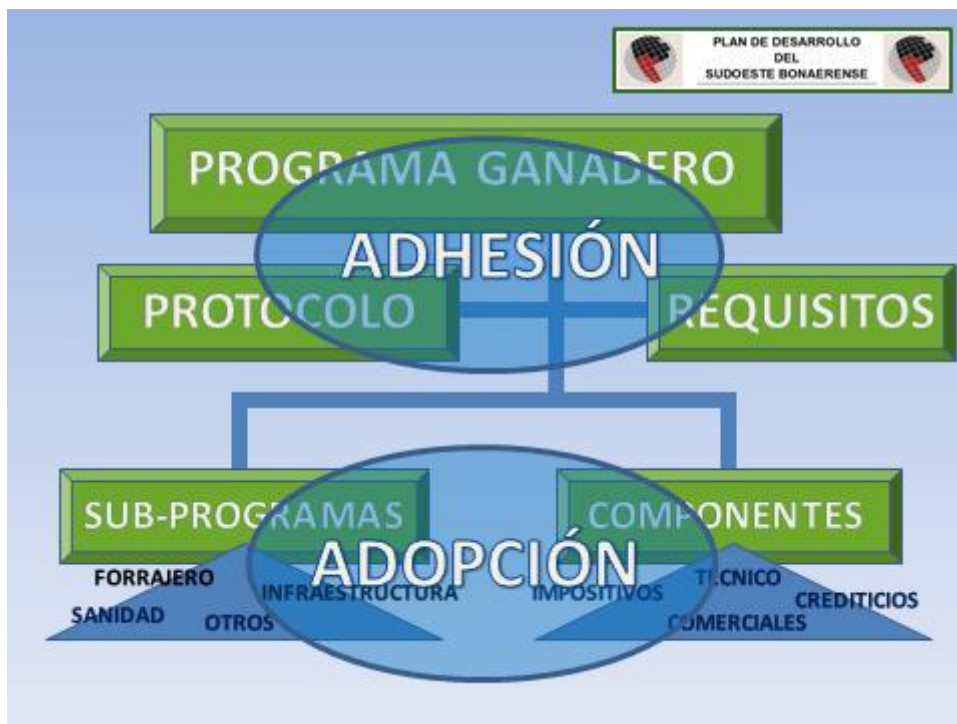 PLAN DE DESARROLLO
DEL
SUDOESTE BONAERENSE
PROGRAMA GANADERO
ADHESIÓN
PROTOCOLO
REQUISITOS
SUB-PROGRAMAS
COMPONENTES
ADOPCIÓN
FORRAJERO
INFRAESTRUCTURA
SANIDAD
OTROS
TECNICO
IMPOSITIVOS
CREDITICIOS
COMERCIALES